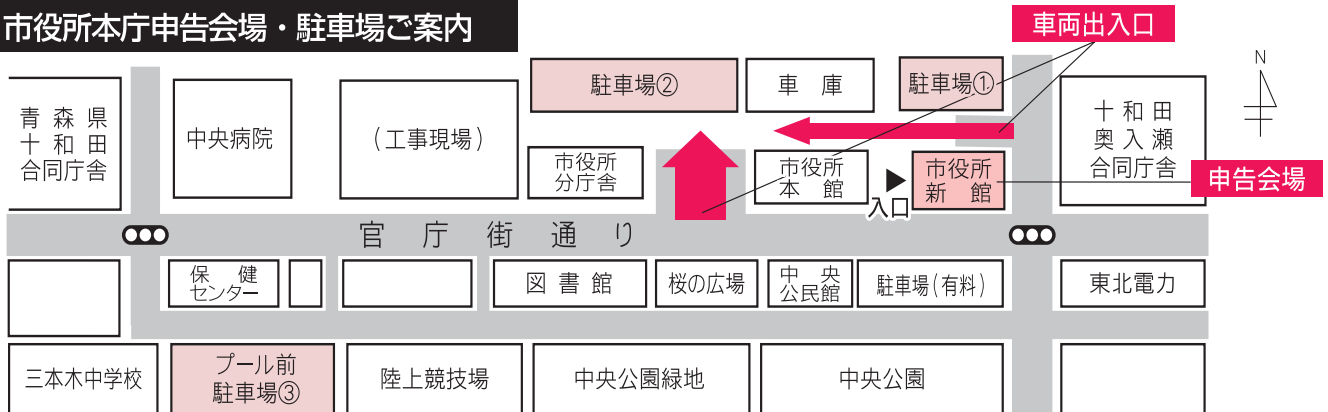 市役所本庁申告会場・駐車場ご案内
車両出入口
N
青森県
十和田
合同庁舎
中央病院
(工事現場)
駐車場②
車庫
駐車場①
十和田
奥入瀬
合同庁舎
市役所
分庁舎
市役所
本館
入口
市役所
新館
申告会場
官庁街通り
保健
センター
図書館
桜の広場
中央
公民館
駐車場(有料)
東北電力
三本木中学校
プール前
駐車場③
陸上競技場
中央公園緑地
中央公園